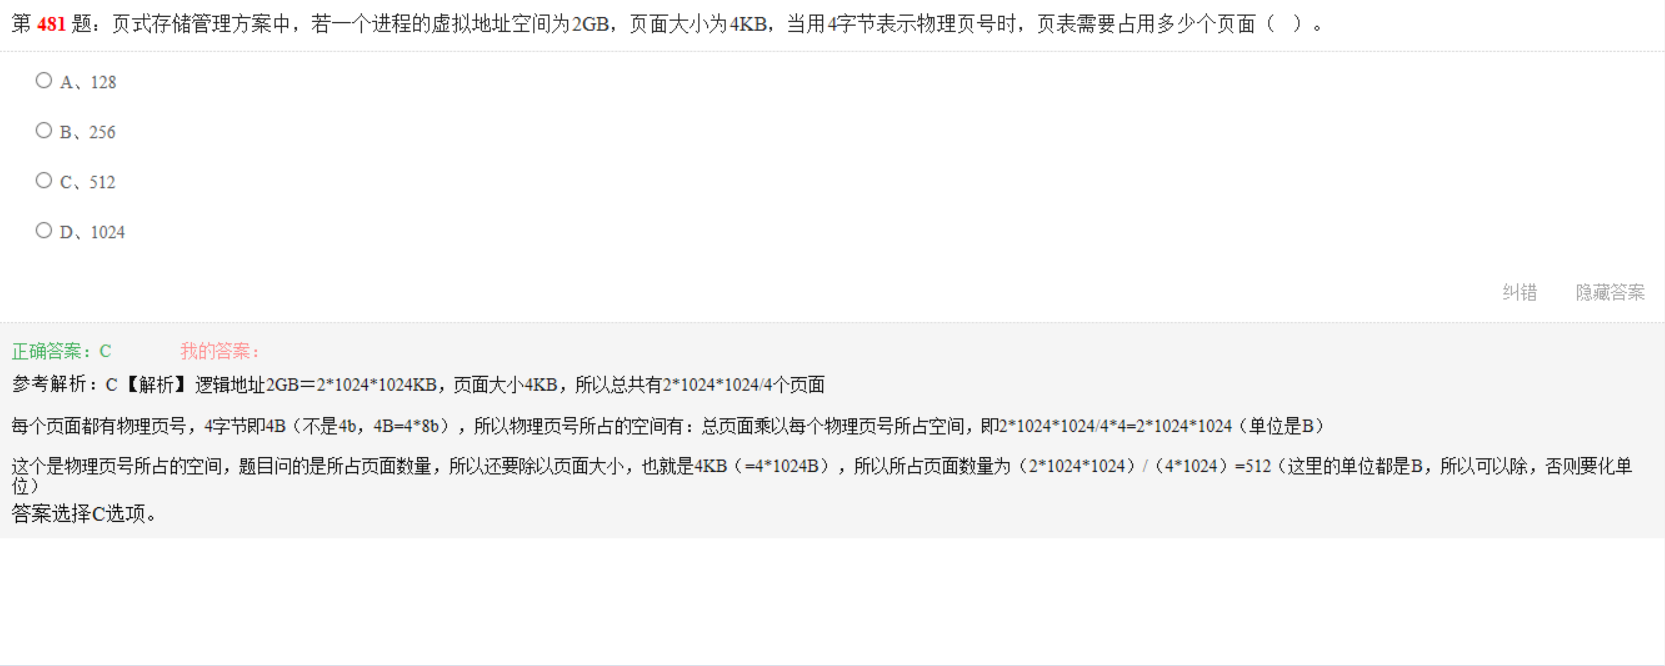 第 481 题：页式存储管理方案中，若一个进程的虚拟地址空间为2GB，页面大小为4KB，当用4字节表示物理页号时，页表需要占用多少个页面（ ）。
A、128
B、256
C、512
D、1024
纠错 隐藏答案
正确答案：C 我的答案：
参考解析：C【解析】逻辑地址2GB＝2*1024*1024KB，页面大小4KB，所以总共有2*1024*1024/4个页面
每个页面都有物理页号，4字节即4B（不是4b，4B=4*8b），所以物理页号所占的空间有：总页面乘以每个物理页号所占空间，即2*1024*1024/4*4=2*1024*1024（单位是B）
这个是物理页号所占的空间，题目问的是所占页面数量，所以还要除以页面大小，也就是4KB（=4*1024B），所以所占页面数量为（2*1024*1024）/（4*1024）=512（这里的单位都是B，所以可以除，否则要化单
位）
答案选择C选项。